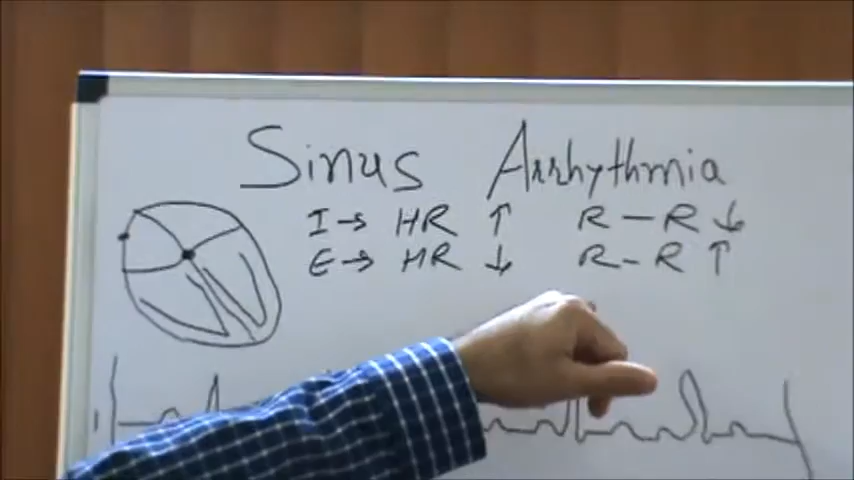 Sinus Arrhythmia
I → HR ↑ R - R ↓
E → HR ↓ R - R ↑